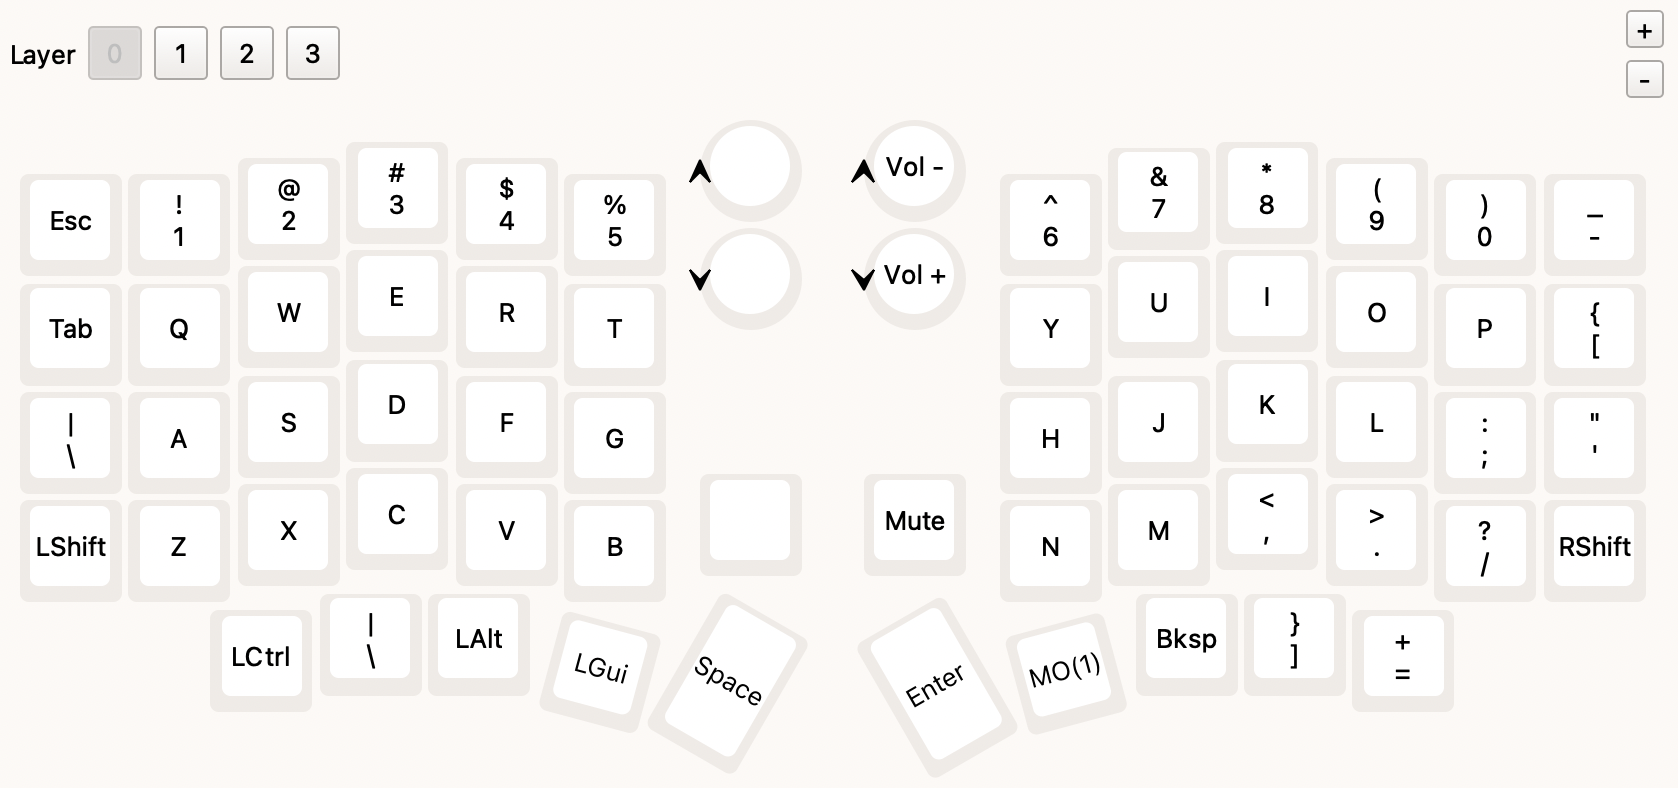 Layer 0 1 2 3
+
-
Esc
!
1
@
2
#
3
$
4
%
5
Vol -
^
6
&
7
*
8
(
9
)
0
_
-
Tab
Q
W
E
R
T
Vol +
Y
U
I
O
P
{
[
|
\
A
S
D
F
G
H
J
K
L
:
;
"
'
LShift
Z
X
C
V
B
Mute
N
M
<
,
>
.
?
/
RShift
LCtrl
|
\
LAlt
LGui
Space
Enter
MO(1)
Bksp
}
]
+
=